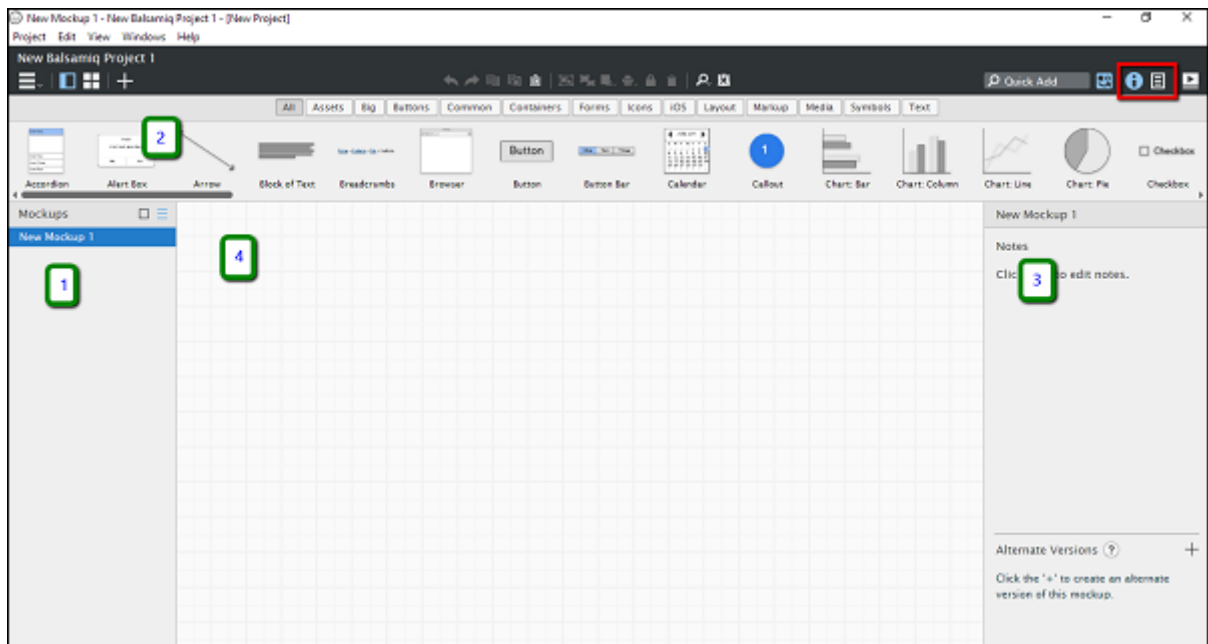 New Mockup 1 - New Balsamiq Project 1 - [New Project]
Project Edit View Windows Help
New Balsamiq Project 1
Quick Add
All Assets Big Buttons Common Containers Forms Icons iOS Layout Markup Media Symbols Text
2
Button
1
Checkbox
Accordion Alert Box Arrow Block of Text Breadcrumbs Browser Button Button Bar Calendar Callout Chart: Bar Chart: Column Chart: Line Chart: Pie Checkbox
Mockups
New Mockup 1
1
4
New Mockup 1
Notes
Clic to edit notes.
3
Alternate Versions ?
Click the '+' to create an alternate
version of this mockup.